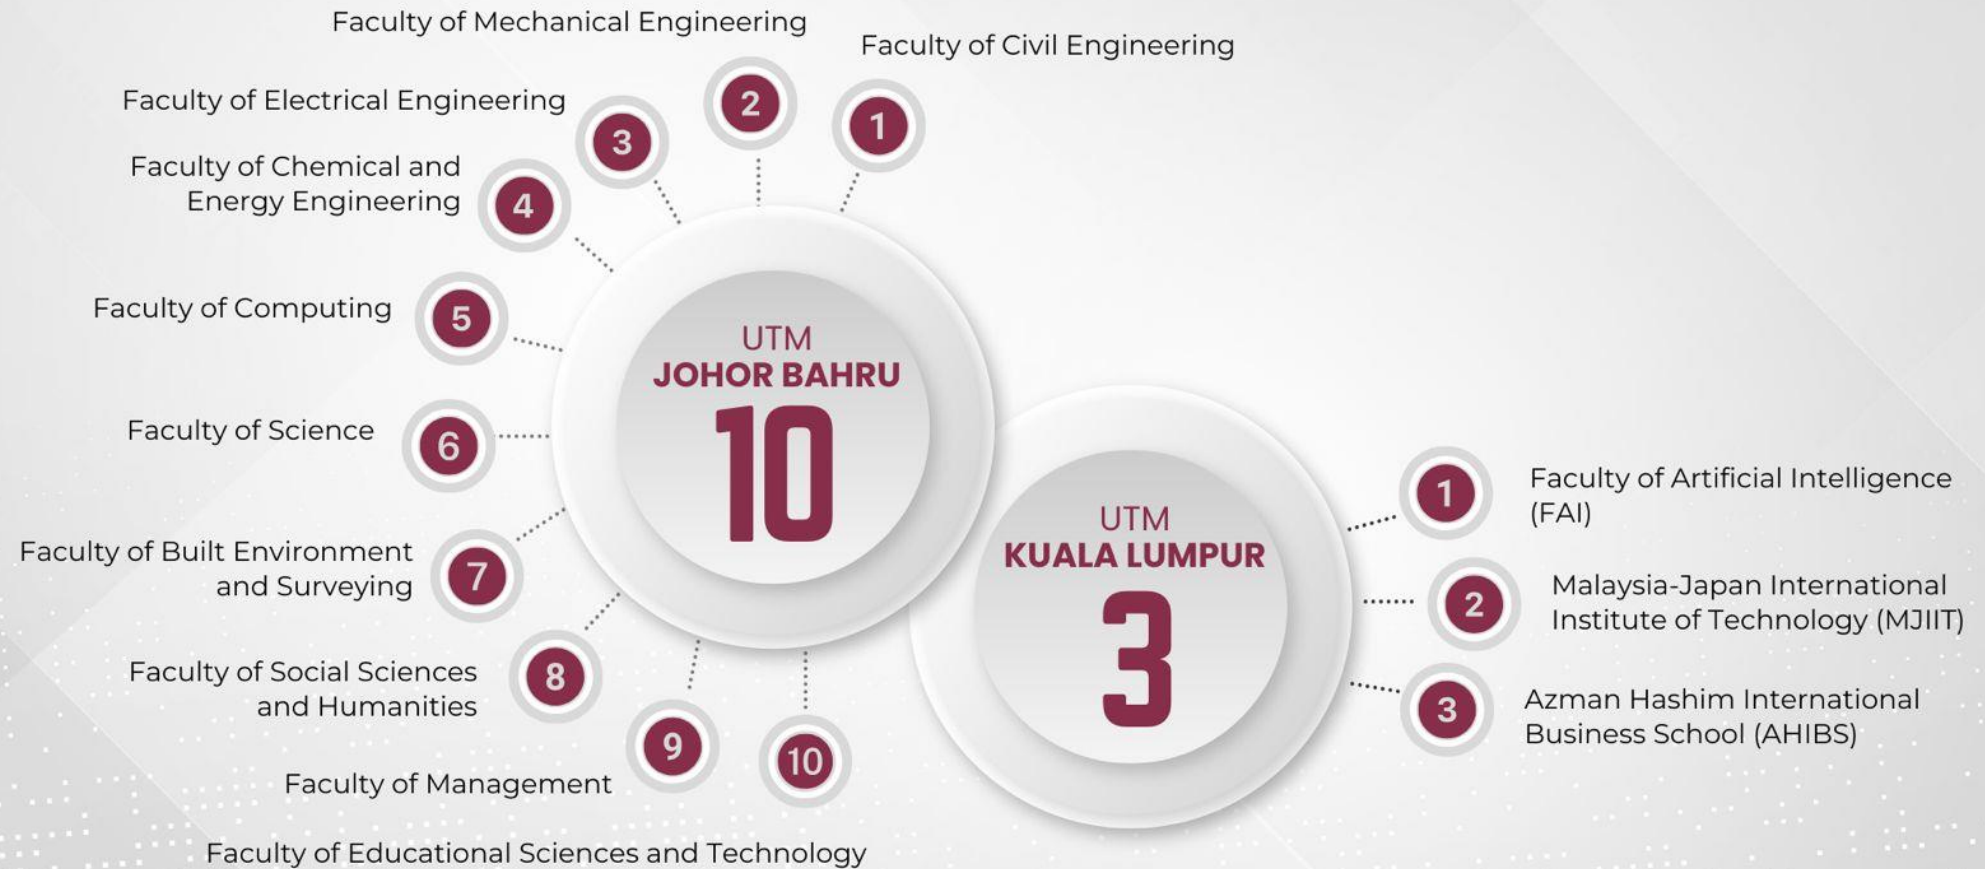 Faculty of Mechanical Engineering
Faculty of Civil Engineering
2
1
Faculty of Electrical Engineering
3
Faculty of Chemical and
Energy Engineering
4
Faculty of Computing
5
Faculty of Science
6
Faculty of Built Environment
and Surveying
7
Faculty of Social Sciences
and Humanities
8
Faculty of Management
9
10
Faculty of Educational Sciences and Technology
UTM
JOHOR BAHRU
10
UTM
KUALA LUMPUR
3
1
Faculty of Artificial Intelligence
(FAI)
2
Malaysia-Japan International
Institute of Technology (MJIIT)
3
Azman Hashim International
Business School (AHIBS)